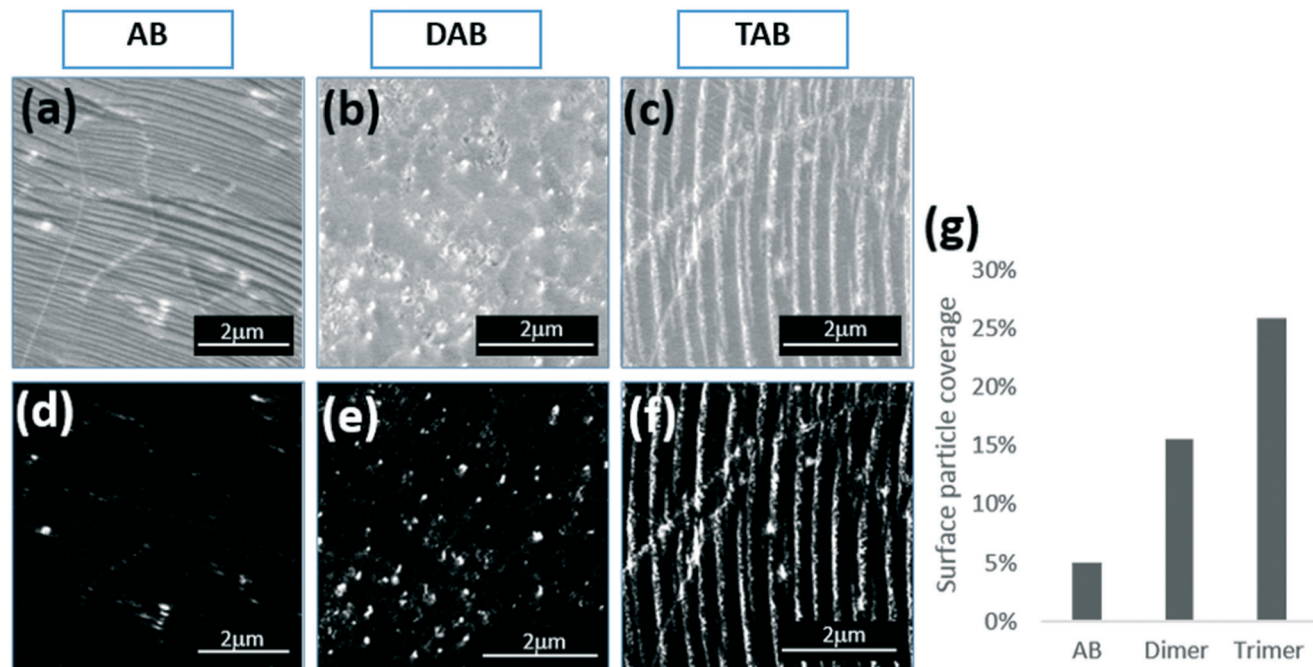 AB
DAB
TAB
(a)
(b)
(c)
2μm
2μm
2μm
(d)
(e)
(f)
2μm
2μm
2μm
(g)
Surface particle coverage
30%
25%
20%
15%
10%
5%
0%
AB
Dimer
Trimer